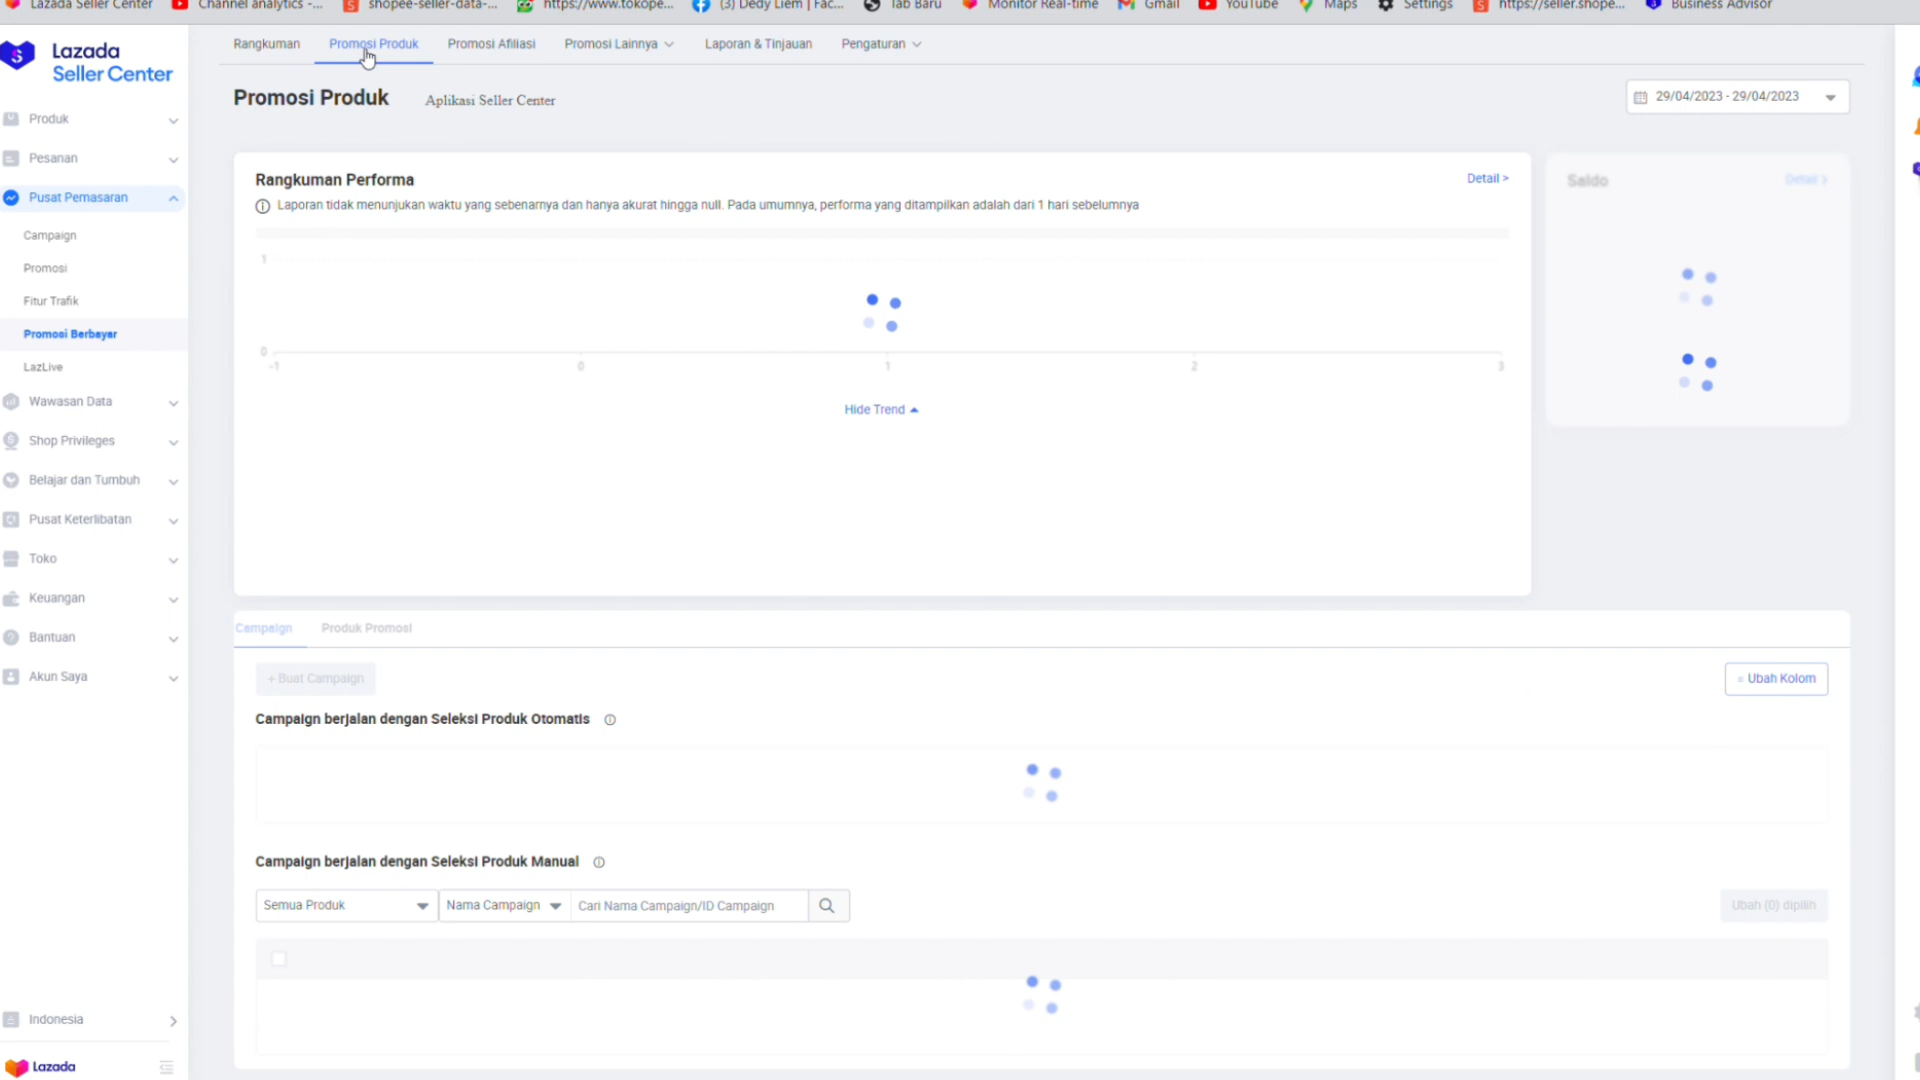 Lazada Seller Center
Channel analytics -...
shopee-seller-data-...
https://www.tokope...
(3) Dedy Liem | Fac...
Tab Baru
Monitor Real-time
Gmail
YouTube
Maps
Settings
https://seller.shope...
Business Advisor
Lazada
Seller Center
Rangkuman
Promosi Produk
Promosi Afiliasi
Promosi Lainnya
Laporan & Tinjauan
Pengaturan
Promosi Produk
Aplikasi Seller Center
29/04/2023 - 29/04/2023
Produk
Pesanan
Pusat Pemasaran
Campaign
Promosi
Fitur Trafik
Promosi Berbayar
LazLive
Wawasan Data
Shop Privileges
Belajar dan Tumbuh
Pusat Keterlibatan
Toko
Keuangan
Bantuan
Akun Saya
Indonesia
Lazada
Rangkuman Performa
Detail >
Laporan tidak menunjukan waktu yang sebenarnya dan hanya akurat hingga null. Pada umumnya, performa yang ditampilkan adalah dari 1 hari sebelumnya
1
0
-1
0
1
2
3
Hide Trend
Saldo
Detail >
Campaign
Produk Promosi
+ Buat Campaign
Ubah Kolom
Campaign berjalan dengan Seleksi Produk Otomatis
Campaign berjalan dengan Seleksi Produk Manual
Semua Produk
Nama Campaign
Cari Nama Campaign/ID Campaign
Ubah (0) dipilih